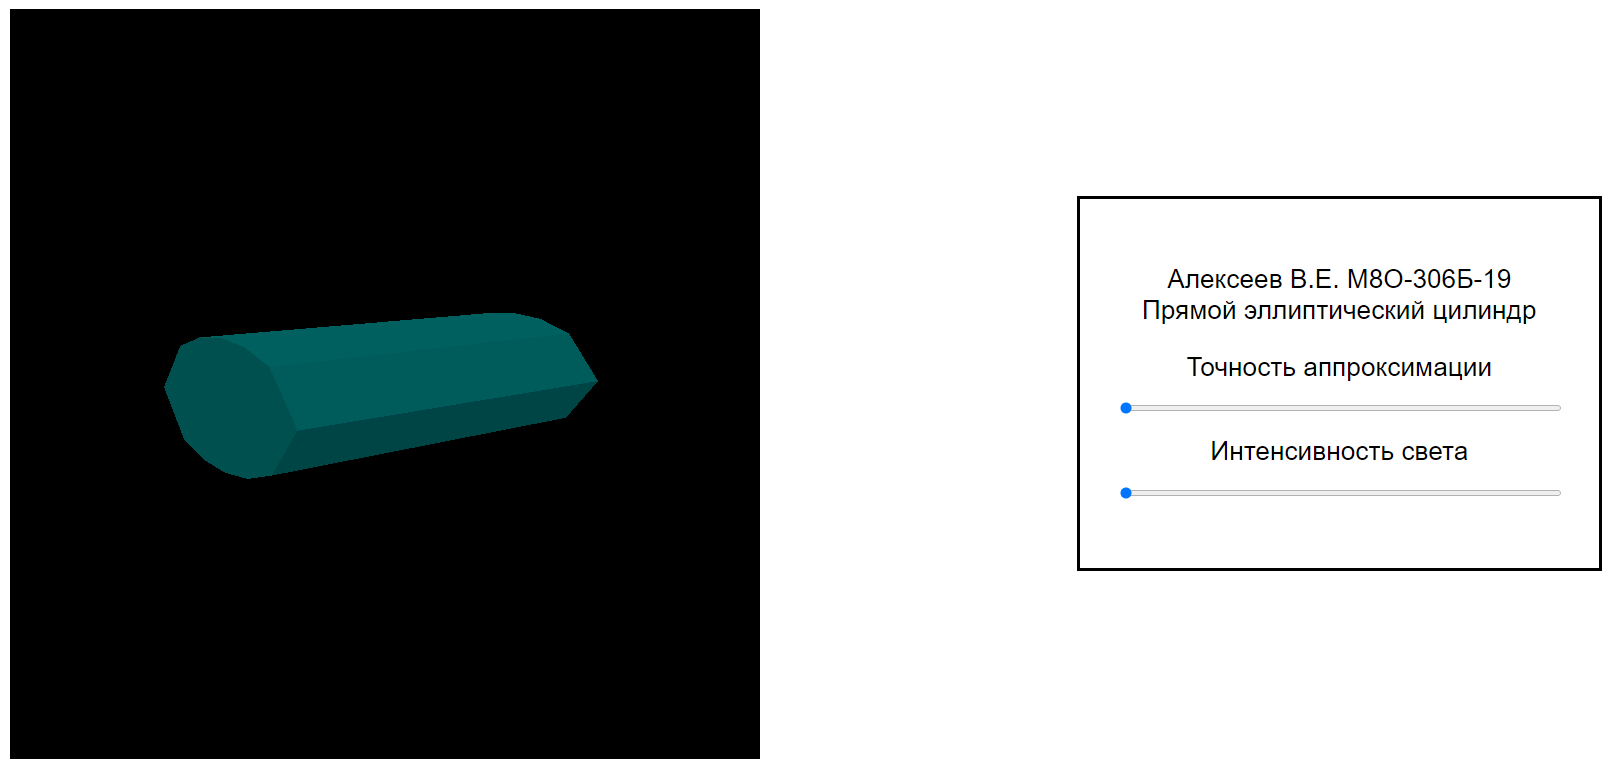 Алексеев В.Е. М8О-306Б-19
Прямой эллиптический цилиндр
Точность аппроксимации
Интенсивность света